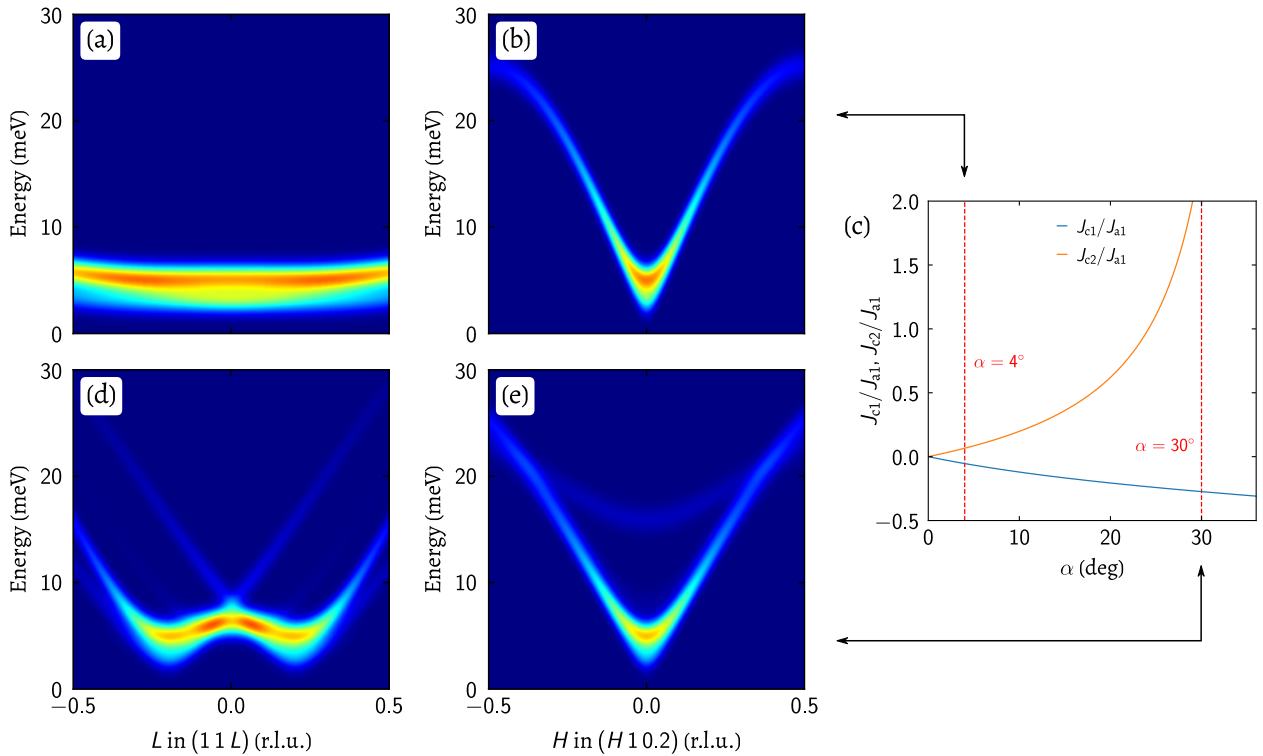 (a)
30
20
10
0
Energy (meV)
(b)
30
20
10
0
Energy (meV)
(c)
2.0
1.5
1.0
0.5
0.0
−0.5
J_c1/J_a1, J_c2/J_a1
J_c1/J_a1
J_c2/J_a1
α = 4°
α = 30°
0 10 20 30
α (deg)
(d)
30
20
10
0
Energy (meV)
−0.5 0.0 0.5
L in (1 1 L) (r.l.u.)
(e)
30
20
10
0
Energy (meV)
−0.5 0.0 0.5
H in (H 1 0.2) (r.l.u.)